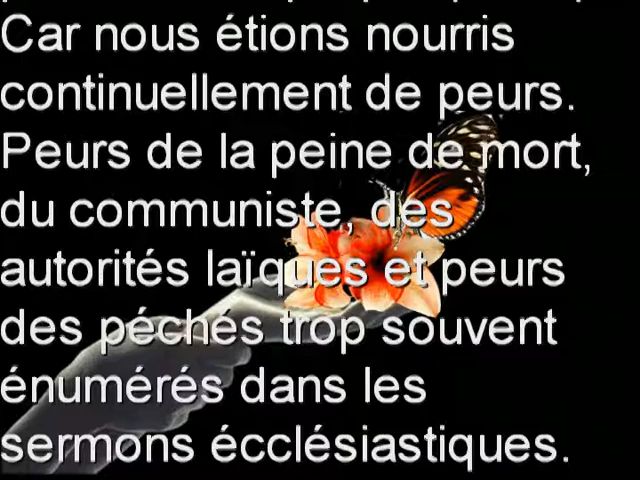 Car nous étions nourris
continuellement de peurs.
Peurs de la peine de mort,
du communiste, des
autorités laïques et peurs
des péchés trop souvent
énumérés dans les
sermons écclésiastiques.